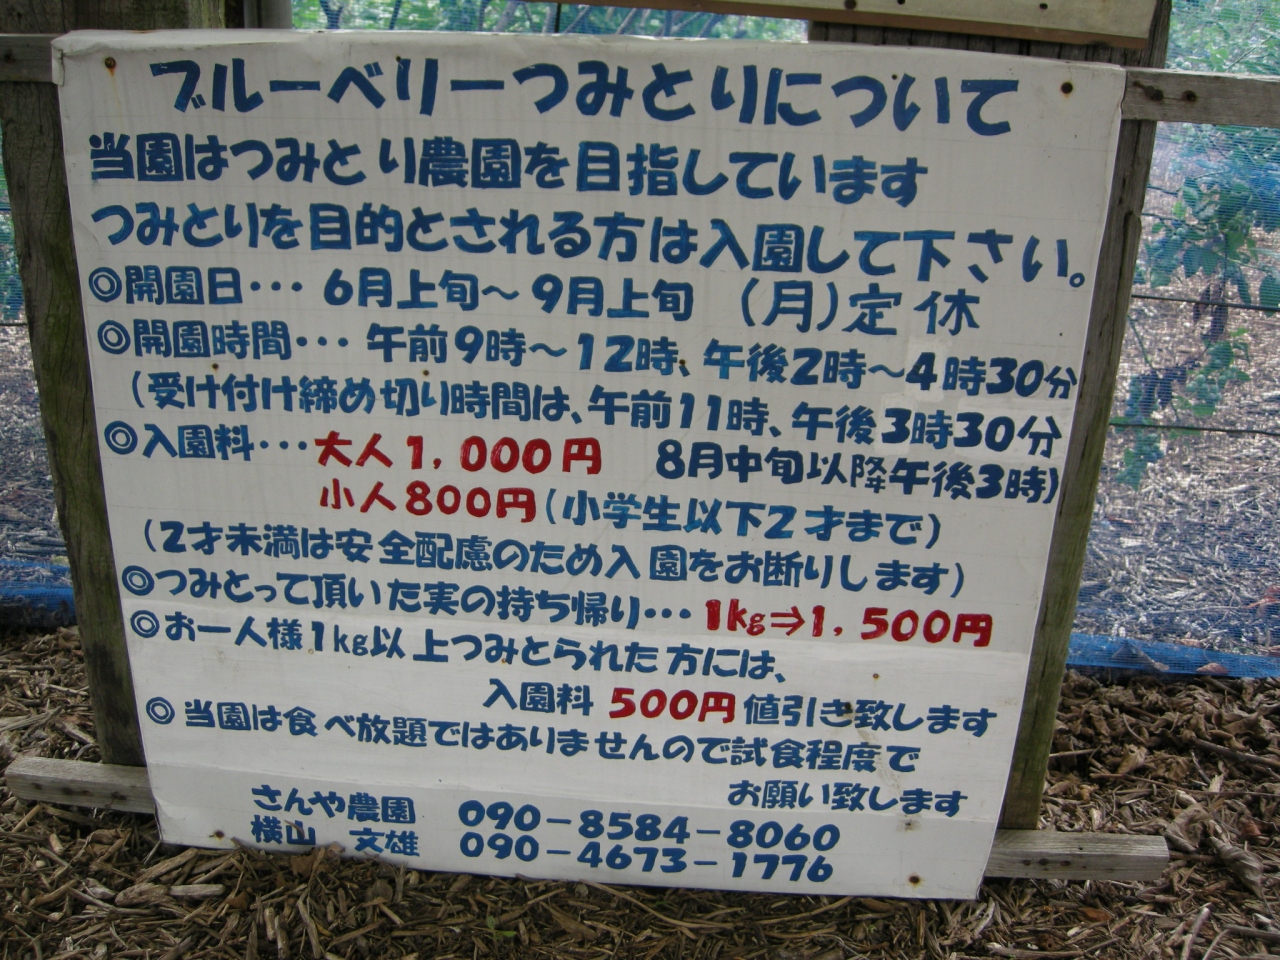 ブルーベリーつみとりについて
当園はつみとり農園を目指しています
つみとりを目的とされる方は入園して下さい。
◎開園日・・・ 6月上旬〜9月上旬 (月)定休
◎開園時間・・・ 午前9時〜12時、午後2時〜4時30分
(受け付け締め切り時間は、午前11時、午後3時30分
◎入園料・・・大人1,000円 8月中旬以降午後3時)
小人800円(小学生以下2才まで)
(2才未満は安全配慮のため入園をお断りします)
◎つみとって頂いた実の持ち帰り・・・ 1kg⇒1,500円
◎お一人様1kg以上つみとられた方には、
入園料 500円値引き致します
◎当園は食べ放題ではありませんので試食程度で
お願い致します
さんや農園 090-8584-8060
横山 文雄 090-4673-1776